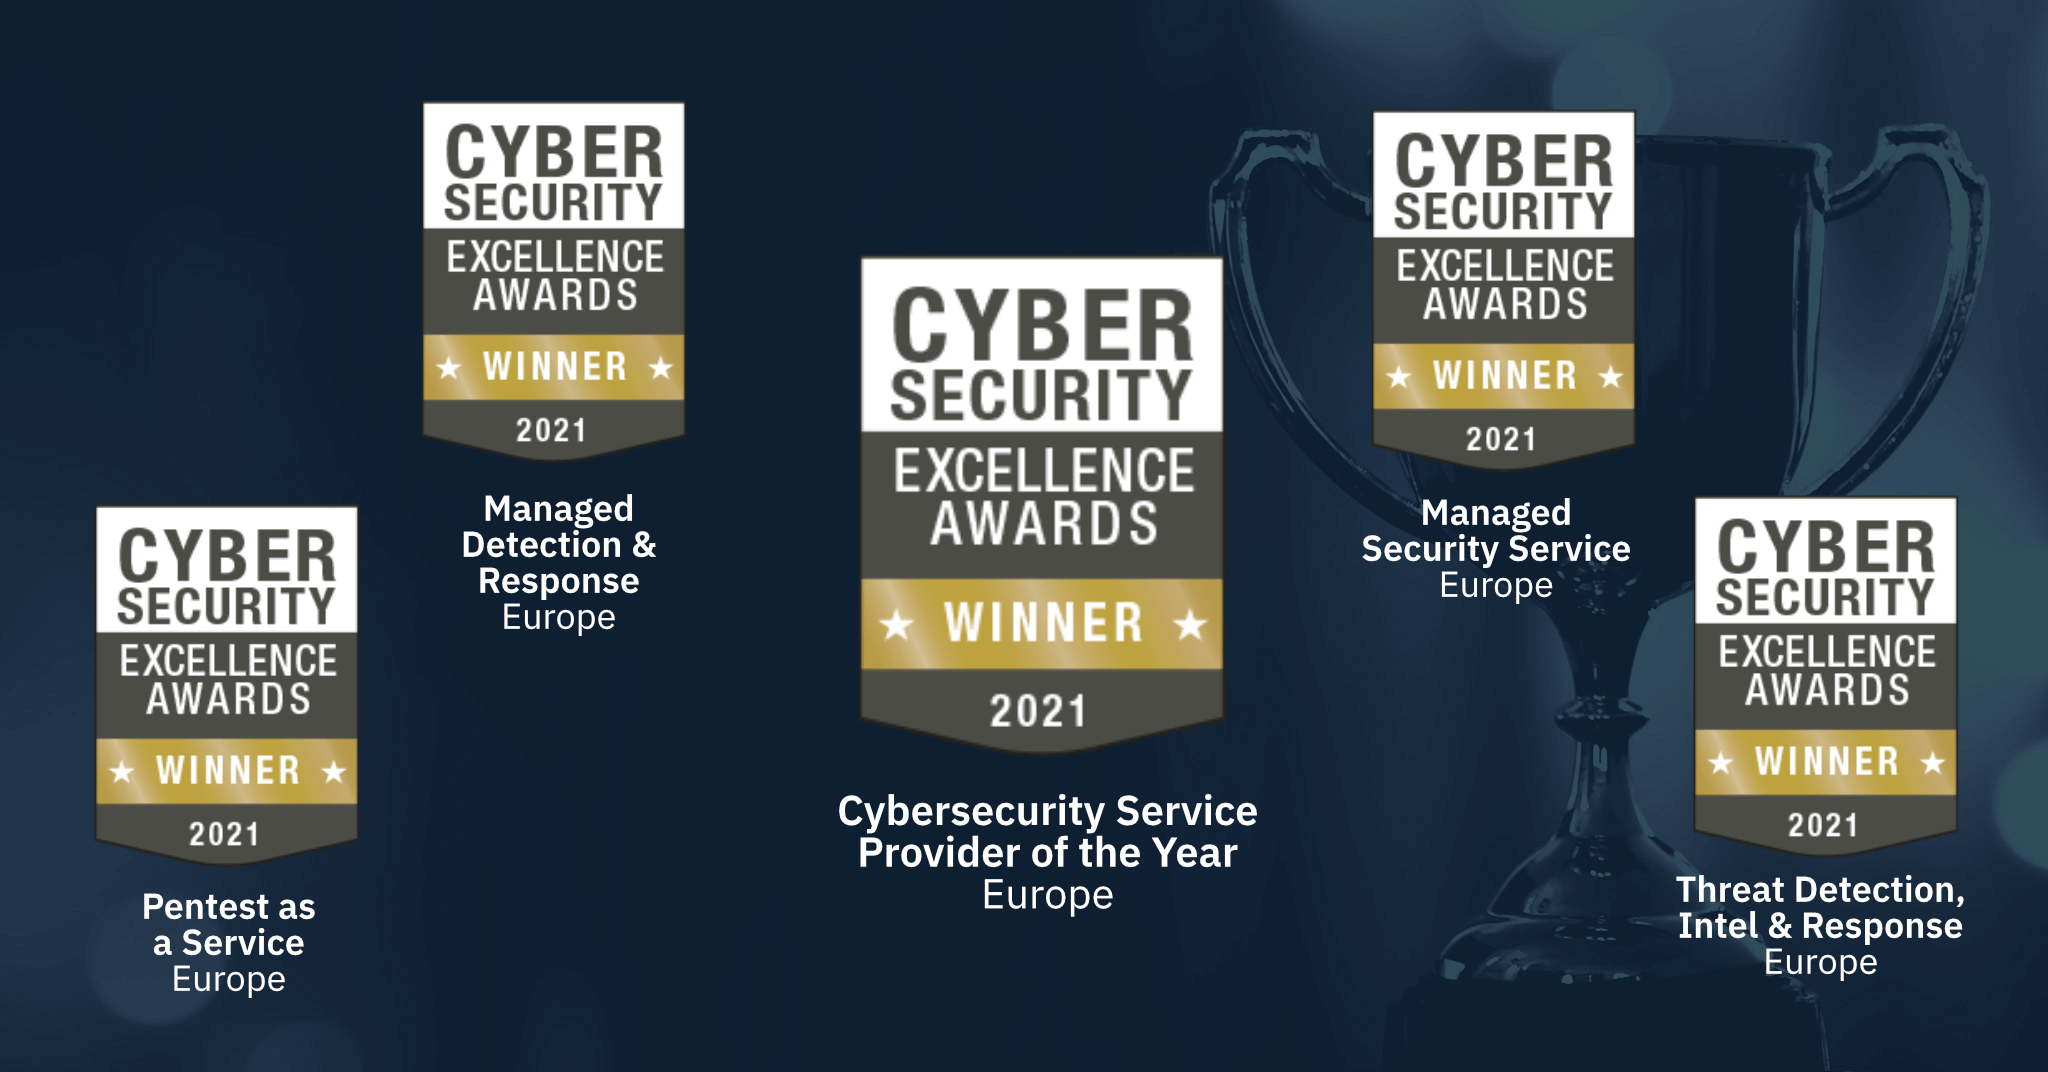 CYBER
SECURITY
EXCELLENCE
AWARDS
★ WINNER ★
2021
Pentest as
a Service
Europe
CYBER
SECURITY
EXCELLENCE
AWARDS
★ WINNER ★
2021
Managed
Detection &
Response
Europe
CYBER
SECURITY
EXCELLENCE
AWARDS
★ WINNER ★
2021
Cybersecurity Service
Provider of the Year
Europe
CYBER
SECURITY
EXCELLENCE
AWARDS
★ WINNER ★
2021
Managed
Security Service
Europe
CYBER
SECURITY
EXCELLENCE
AWARDS
★ WINNER ★
2021
Threat Detection,
Intel & Response
Europe